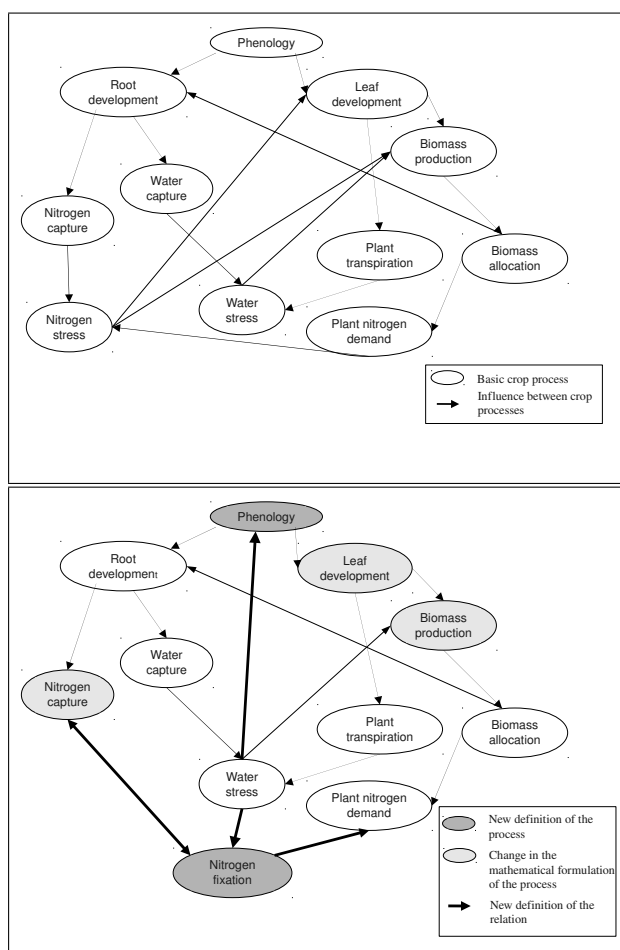 Phenology
Root
development
Leaf
development
Biomass
production
Water
capture
Nitrogen
capture
Plant
transpiration
Biomass
allocation
Water
stress
Nitrogen
stress
Plant nitrogen
demand
Basic crop process
Influence between crop
processes
Phenology
Root
development
Leaf
development
Biomass
production
Water
capture
Nitrogen
capture
Plant
transpiration
Biomass
allocation
Water
stress
Plant nitrogen
demand
Nitrogen
fixation
New definition of the
process
Change in the
mathematical formulation
of the process
New definition of the
relation